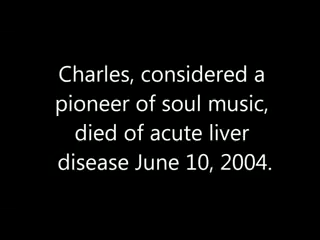 Charles, considered a
pioneer of soul music,
died of acute liver
disease June 10, 2004.